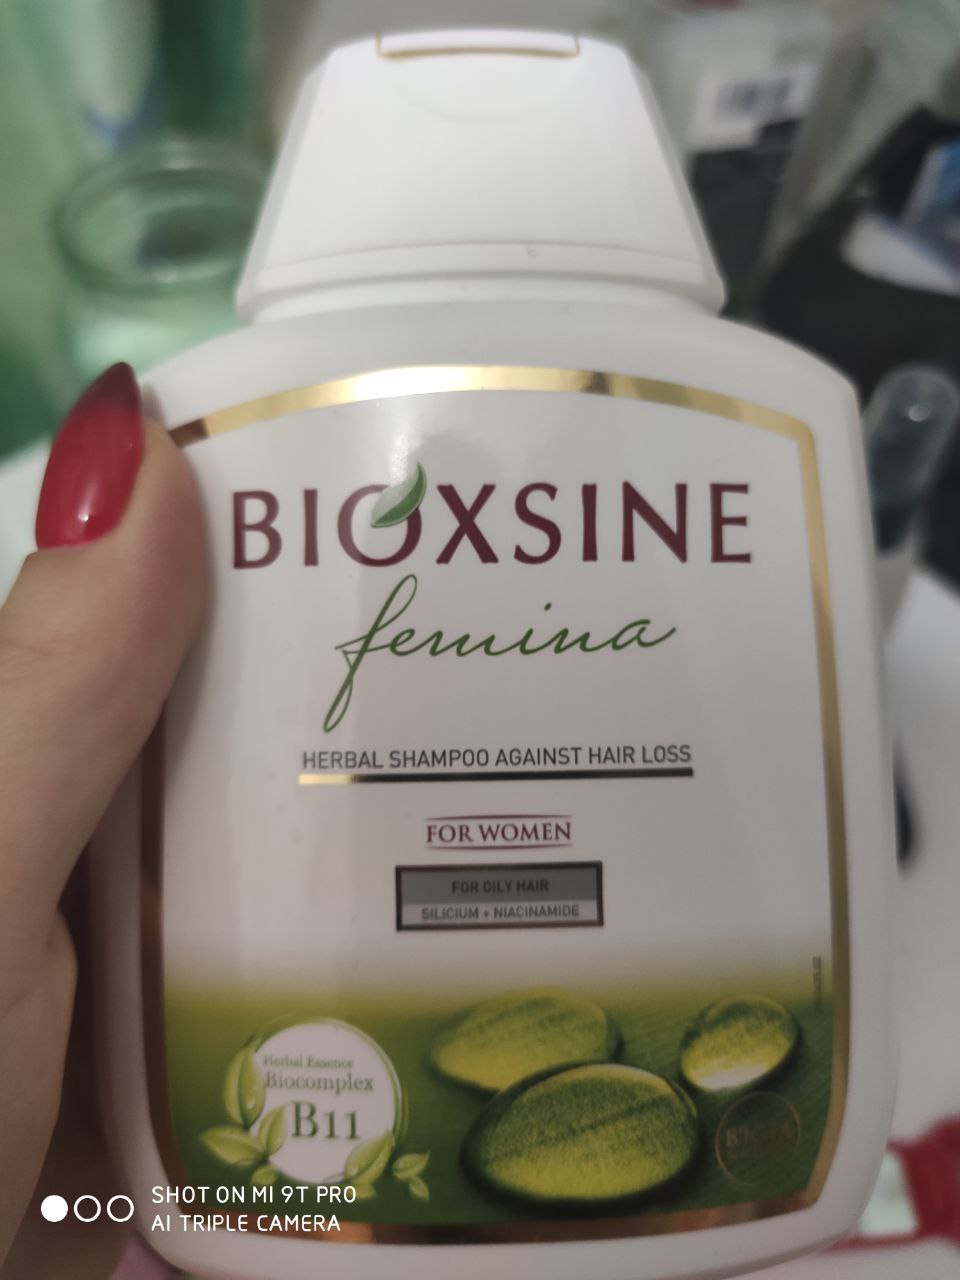 BIOXSINE
femina
HERBAL SHAMPOO AGAINST HAIR LOSS
FOR WOMEN
FOR OILY HAIR
SILICIUM + NIACINAMIDE
Herbal Essence
Biocomplex
B11
BIOTA
SHOT ON MI 9T PRO
AI TRIPLE CAMERA